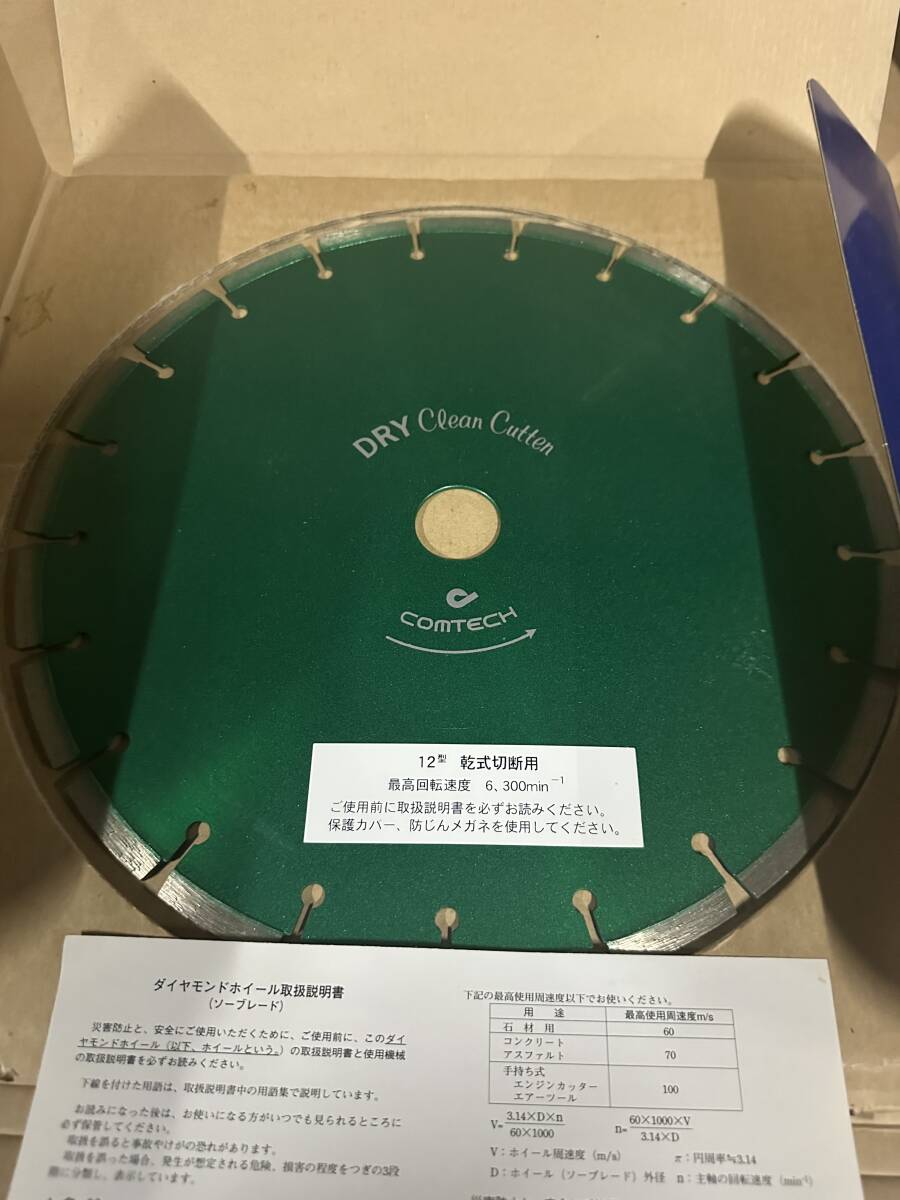 DRY Clean Cutter
COMTECH
12型 乾式切断用
最高回転速度 6、300min⁻¹
ご使用前に取扱説明書を必ずお読みください。
保護カバー、防じんメガネを使用してください。
ダイヤモンドホイール取扱説明書
(ソーブレード)
災害防止と、安全にご使用いただくために、ご使用前に、このダイ
ヤモンドホイール（以下、ホイールという。）の取扱説明書と使用機械
の取扱説明書を必ずお読みください。
下線を付けた用語は、取扱説明書中の用語集で説明しています。
お読みになった後は、お使いになる方がいつでも見られるところに
必ず保管してください。
取扱を誤ると事故やけがの恐れがあります。
取扱を誤った場合、発生が想定される危険、損害の程度をつぎの3段
階に分類し、表示しています。
下記の最高使用周速度以下でお使いください。
用 途 最高使用周速度m/s
石 材 用 60
コンクリート
アスファルト 70
手持ち式
エンジンカッター
エアーツール 100
V=3.14×D×n/60×1000 n=60×1000×V/3.14×D
V：ホイール周速度（m/s） π：円周率≒3.14
D：ホイール（ソーブレード）外径 n：主軸の回転速度（min⁻¹）